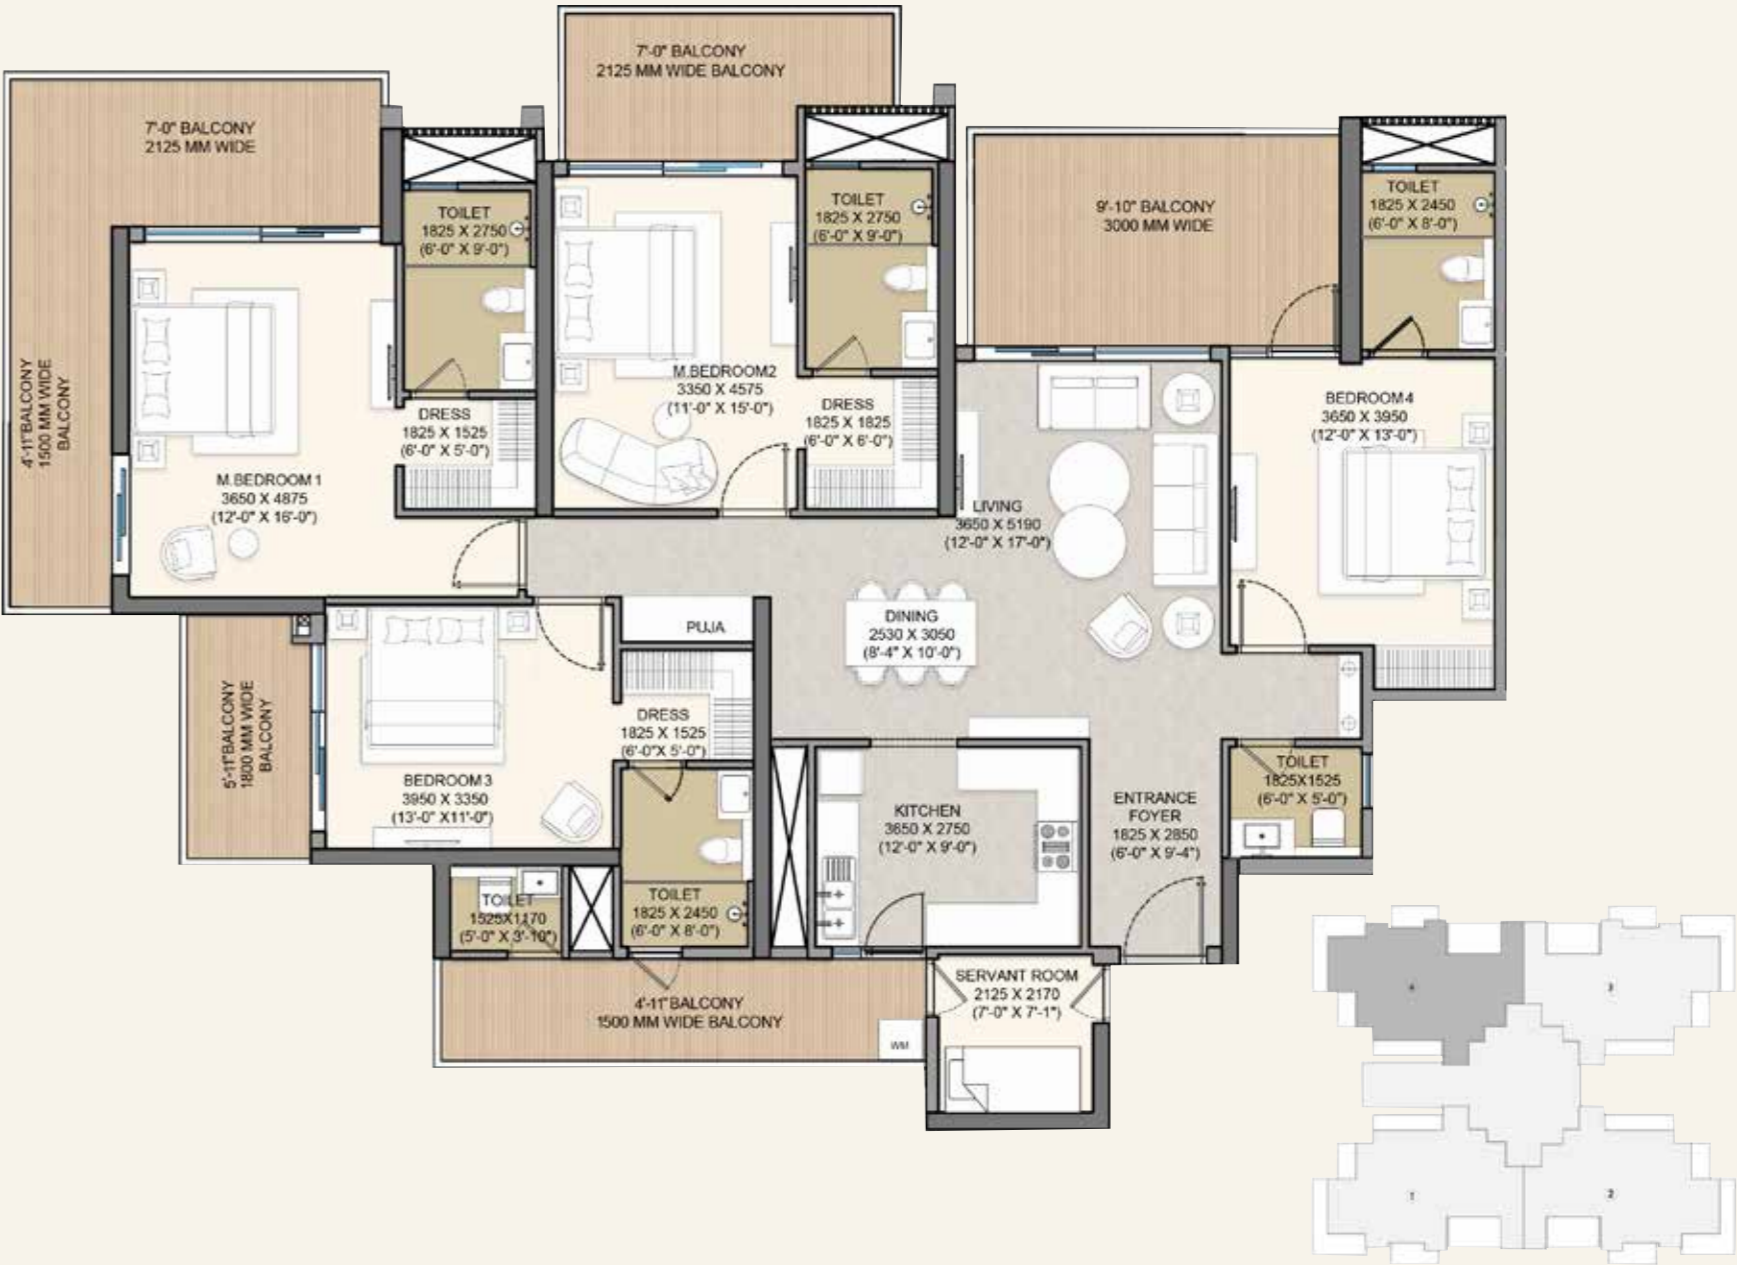 7'-0" BALCONY
2125 MM WIDE BALCONY
7'-0" BALCONY
2125 MM WIDE
4'-11"BALCONY
1500 MM WIDE
BALCONY
TOILET
1825 X 2750
(6'-0" X 9'-0")
TOILET
1825 X 2750
(6'-0" X 9'-0")
9'-10" BALCONY
3000 MM WIDE
TOILET
1825 X 2450
(6'-0" X 8'-0")
M.BEDROOM 1
3650 X 4875
(12'-0" X 16'-0")
DRESS
1825 X 1525
(6'-0" X 5'-0")
M.BEDROOM2
3350 X 4575
(11'-0" X 15'-0")
DRESS
1825 X 1825
(6'-0" X 6'-0")
LIVING
3650 X 5190
(12'-0" X 17'-0")
BEDROOM4
3650 X 3950
(12'-0" X 13'-0")
PUJA
DINING
2530 X 3050
(8'-4" X 10'-0")
5'-11"BALCONY
1800 MM WIDE
BALCONY
BEDROOM3
3950 X 3350
(13'-0" X11'-0")
DRESS
1825 X 1525
(6'-0"X 5'-0")
KITCHEN
3650 X 2750
(12'-0" X 9'-0")
ENTRANCE
FOYER
1825 X 2850
(6'-0" X 9'-4")
TOILET
1825X1525
(6'-0" X 5'-0")
TOILET
1525X1170
(5'-0" X 3'-10")
TOILET
1825 X 2450
(6'-0" X 8'-0")
4'-11"BALCONY
1500 MM WIDE BALCONY
WM
SERVANT ROOM
2125 X 2170
(7'-0" X 7'-1")
4
3
1
2